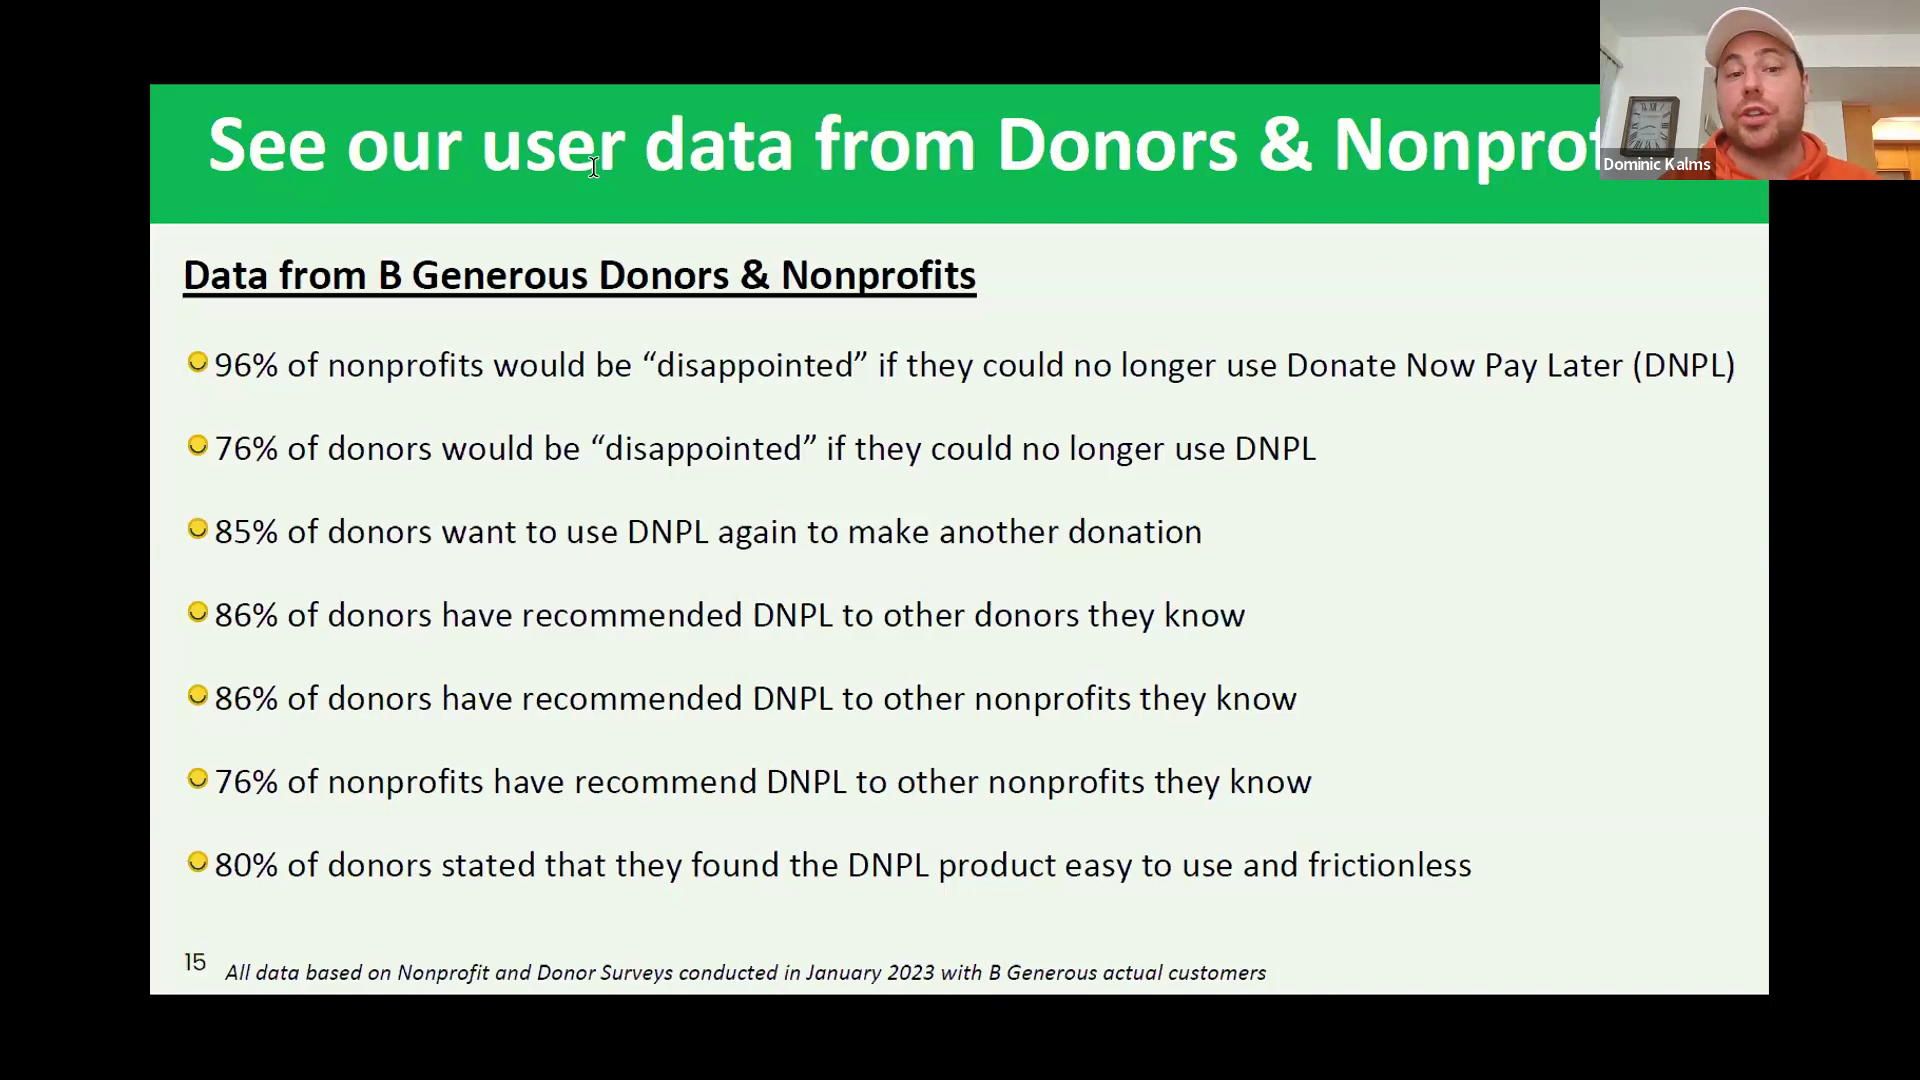 See our user data from Donors & Nonprof
Dominic Kalms
Data from B Generous Donors & Nonprofits
96% of nonprofits would be “disappointed” if they could no longer use Donate Now Pay Later (DNPL)
76% of donors would be “disappointed” if they could no longer use DNPL
85% of donors want to use DNPL again to make another donation
86% of donors have recommended DNPL to other donors they know
86% of donors have recommended DNPL to other nonprofits they know
76% of nonprofits have recommend DNPL to other nonprofits they know
80% of donors stated that they found the DNPL product easy to use and frictionless
15
All data based on Nonprofit and Donor Surveys conducted in January 2023 with B Generous actual customers